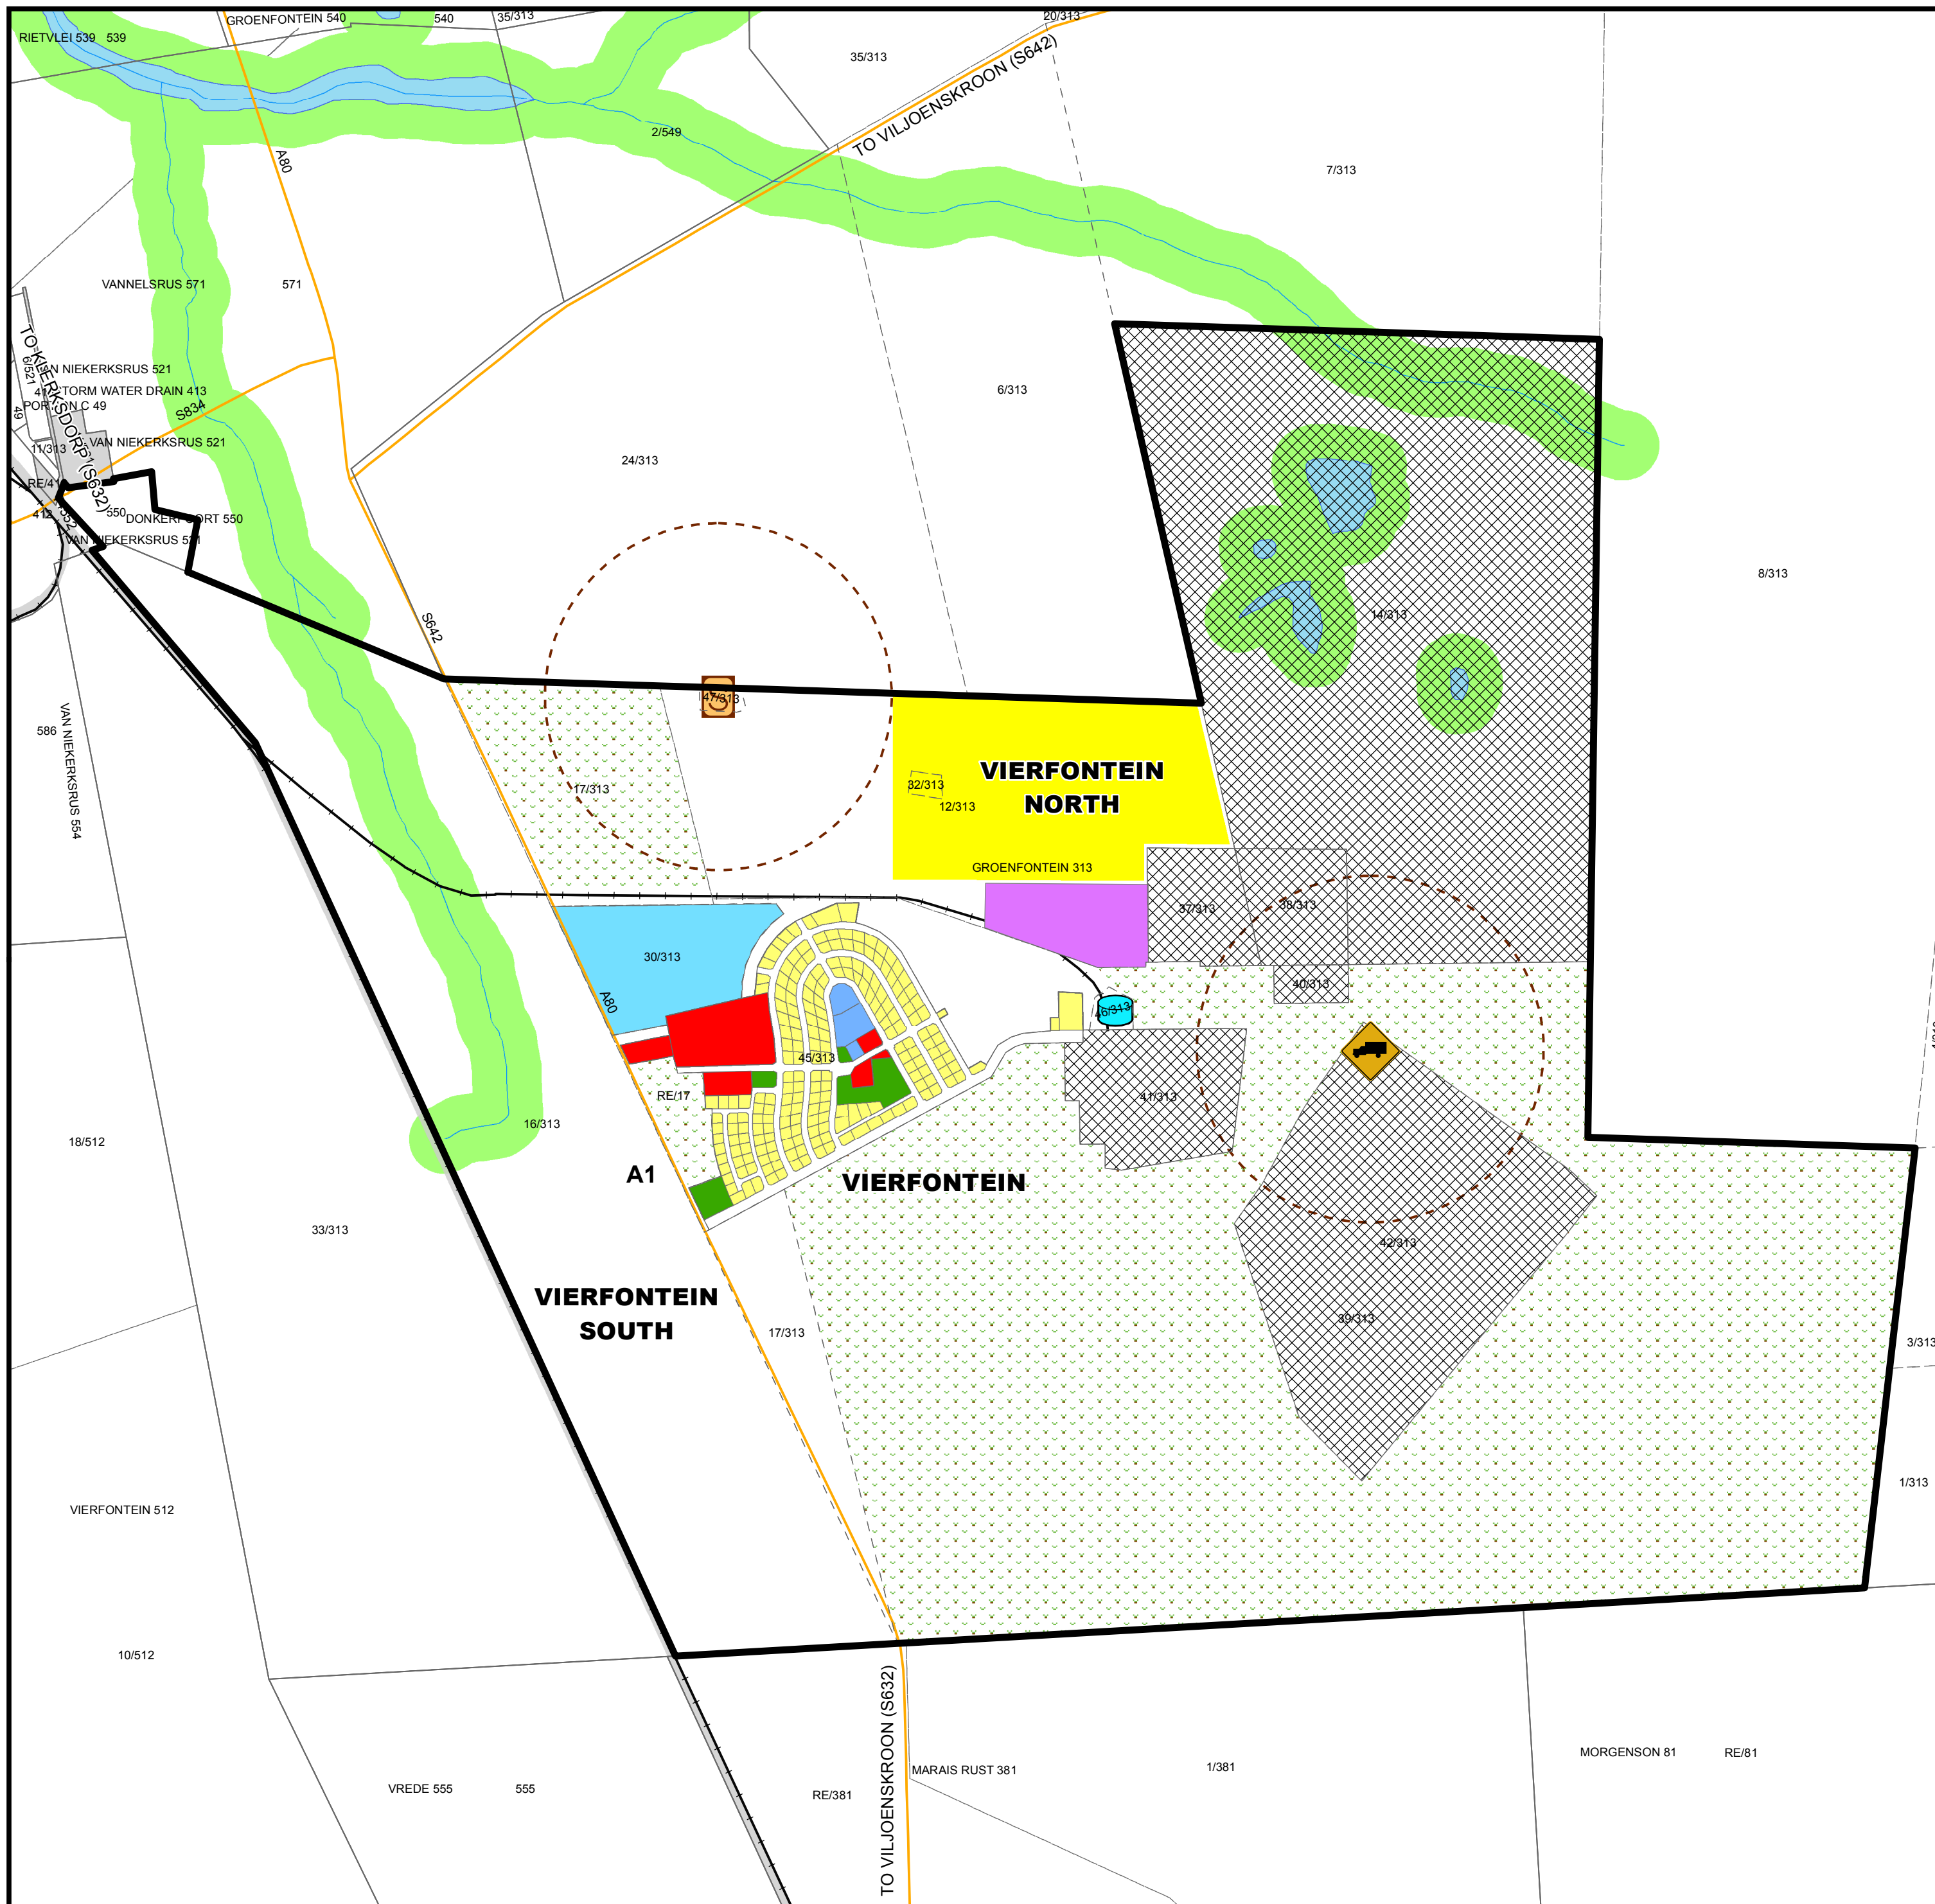 GROENFONTEIN 540
540
35/313
20/313
RIETVLEI 539
539
35/313
TO VILJOENSKROON (S642)
2/549
A80
7/313
VANNELSRUS 571
571
TO KLERKSDORP (S632)
6/521
NIEKERKSRUS 521
STORM WATER DRAIN 413
49
S834
6/313
VAN NIEKERKSRUS 521
11/313
24/313
550
DONKERPOORT 550
VAN NIEKERKSRUS 521
8/313
14/313
S642
47/313
586
VAN NIEKERKSRUS 554
VIERFONTEIN
NORTH
17/313
32/313
12/313
GROENFONTEIN 313
37/313
38/313
30/313
40/313
A80
46/313
45/313
RE/17
41/313
16/313
18/512
A1
VIERFONTEIN
33/313
42/313
VIERFONTEIN
SOUTH
39/313
17/313
3/313
1/313
VIERFONTEIN 512
10/512
TO VILJOENSKROON (S632)
MORGENSON 81
RE/81
1/381
MARAIS RUST 381
VREDE 555
555
RE/381